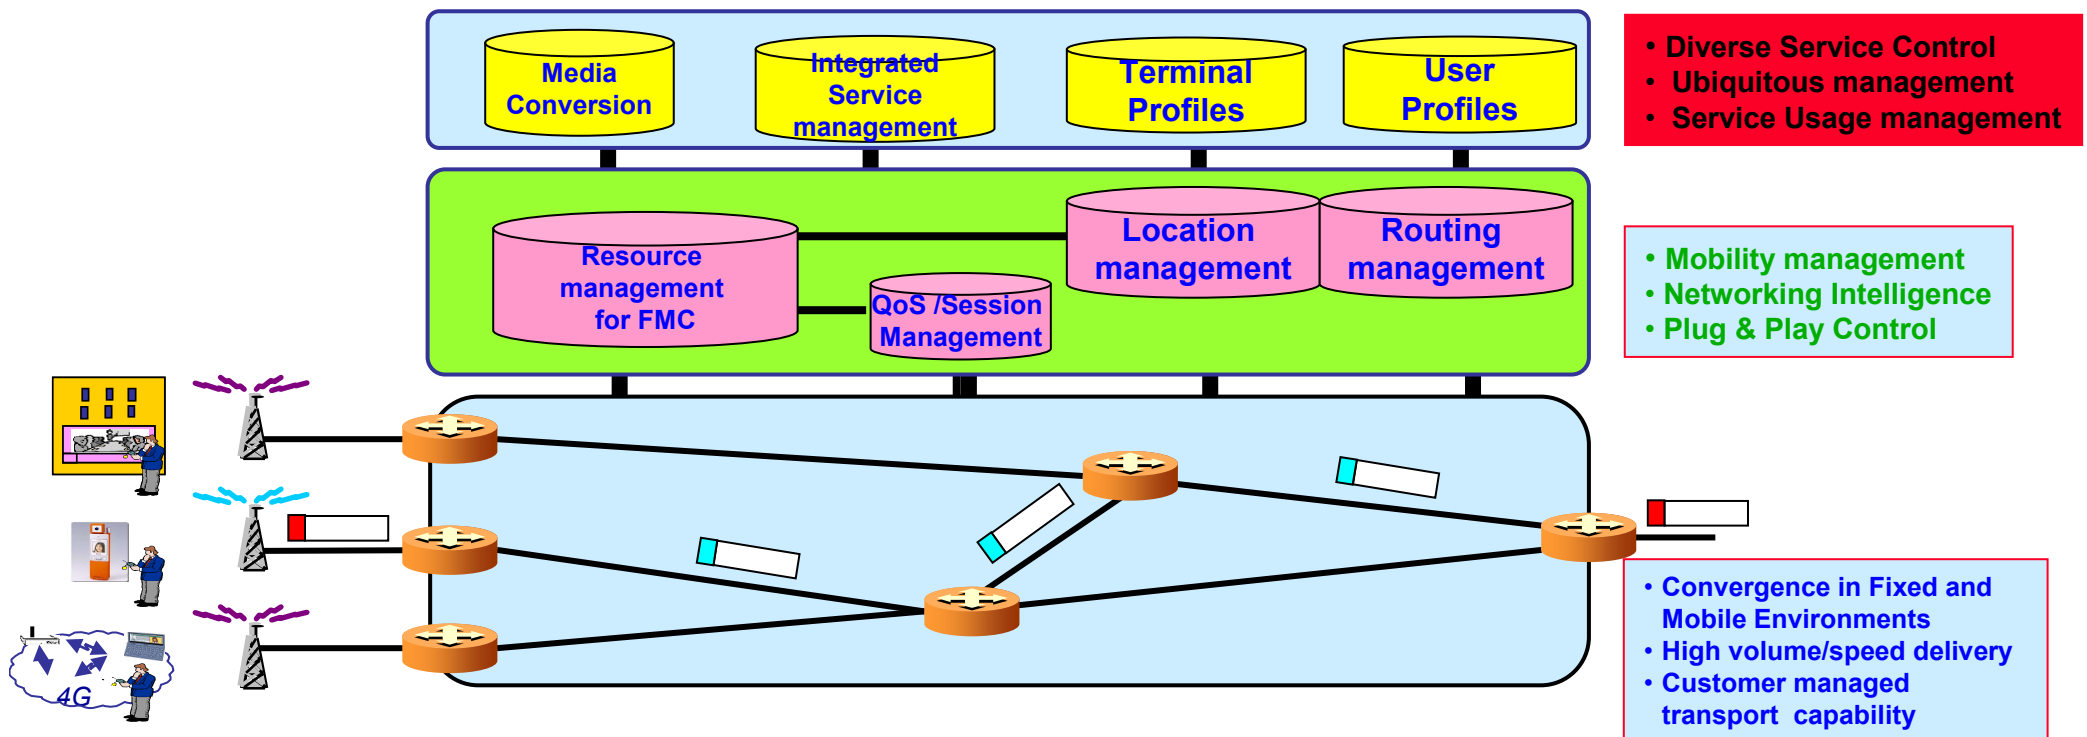 Media
Conversion
Integrated
Service
management
Terminal
Profiles
User
Profiles
• Diverse Service Control
• Ubiquitous management
• Service Usage management
Resource
management
for FMC
QoS /Session
Management
Location
management
Routing
management
• Mobility management
• Networking Intelligence
• Plug & Play Control
4G
• Convergence in Fixed and
Mobile Environments
• High volume/speed delivery
• Customer managed
transport capability